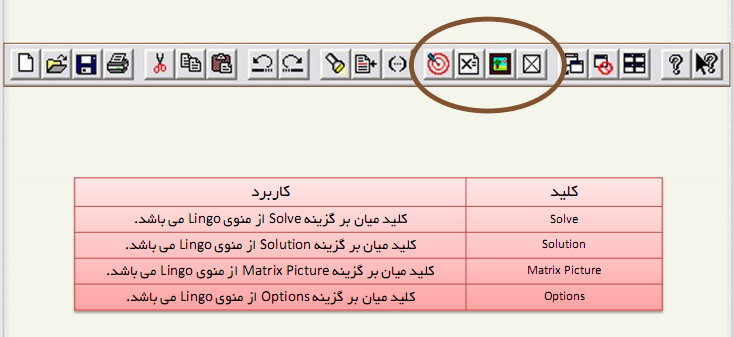 کلید کاربرد
Solve کلید میان بر گزینه Solve از منوی Lingo می باشد.
Solution کلید میان بر گزینه Solution از منوی Lingo می باشد.
Matrix Picture کلید میان بر گزینه Matrix Picture از منوی Lingo می باشد.
Options کلید میان بر گزینه Options از منوی Lingo می باشد.